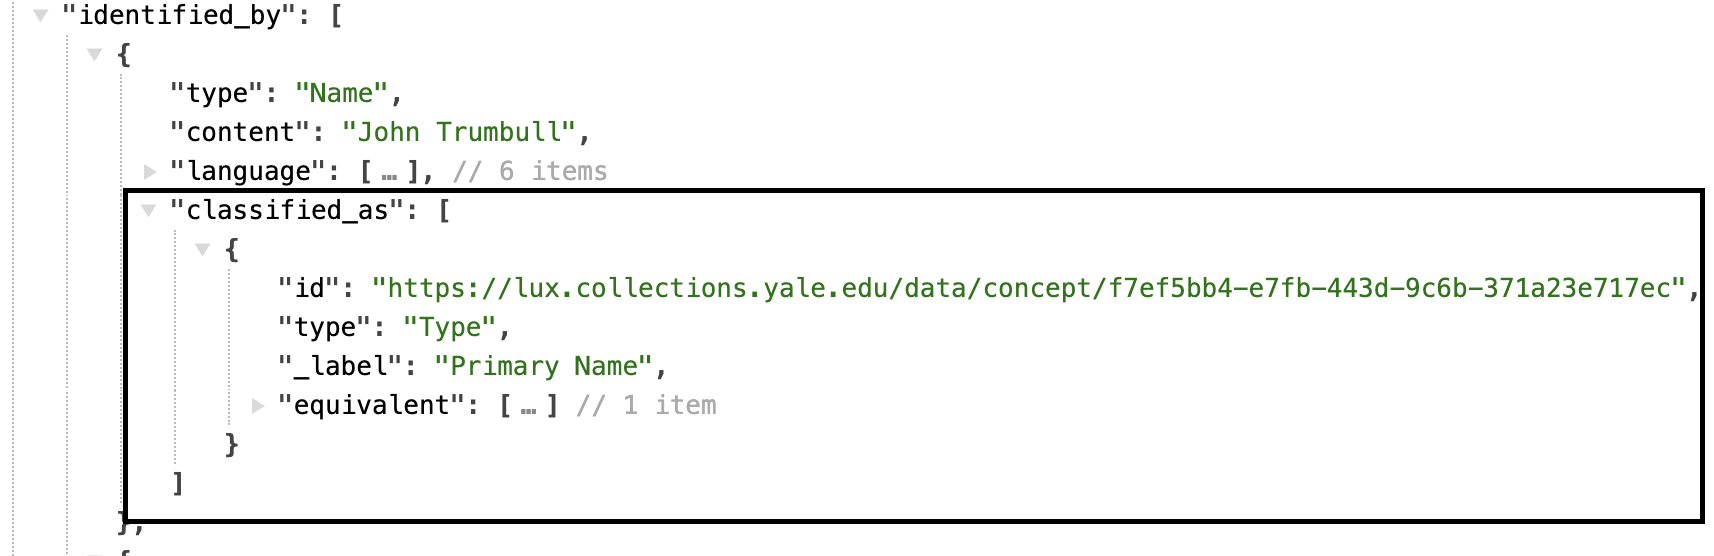 "identified_by": [
{
"type": "Name",
"content": "John Trumbull",
"language": [ … ], // 6 items
"classified_as": [
{
"id": "https://lux.collections.yale.edu/data/concept/f7ef5bb4-e7fb-443d-9c6b-371a23e717ec",
"type": "Type",
"_label": "Primary Name",
"equivalent": [ … ] // 1 item
}
]
},
{